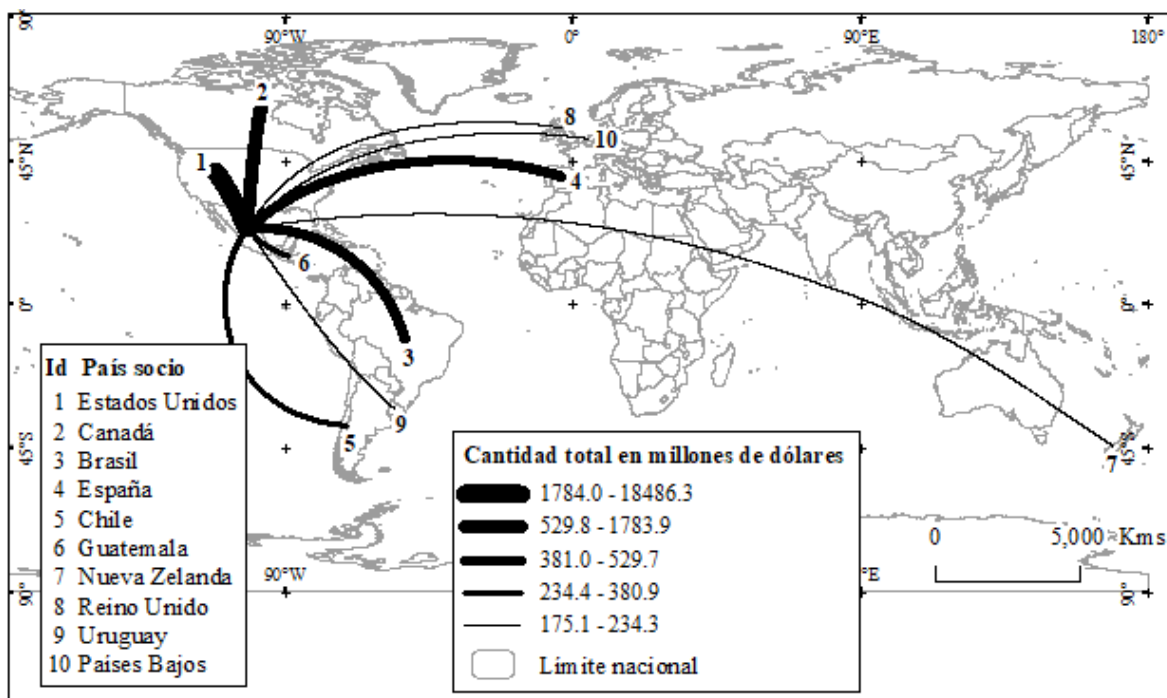 90°
90°W
0°
90°E
180°
45°N
45°N
0°
0°
45°S
45°S
90°
90°W
°E
90°
1
2
8
10
4
6
3
9
5
7
Id País socio
1 Estados Unidos
2 Canadá
3 Brasil
4 España
5 Chile
6 Guatemala
7 Nueva Zelanda
8 Reino Unido
9 Uruguay
10 Países Bajos
Cantidad total en millones de dólares
1784.0 - 18486.3
529.8 - 1783.9
381.0 - 529.7
234.4 - 380.9
175.1 - 234.3
Límite nacional
0 5,000 Kms